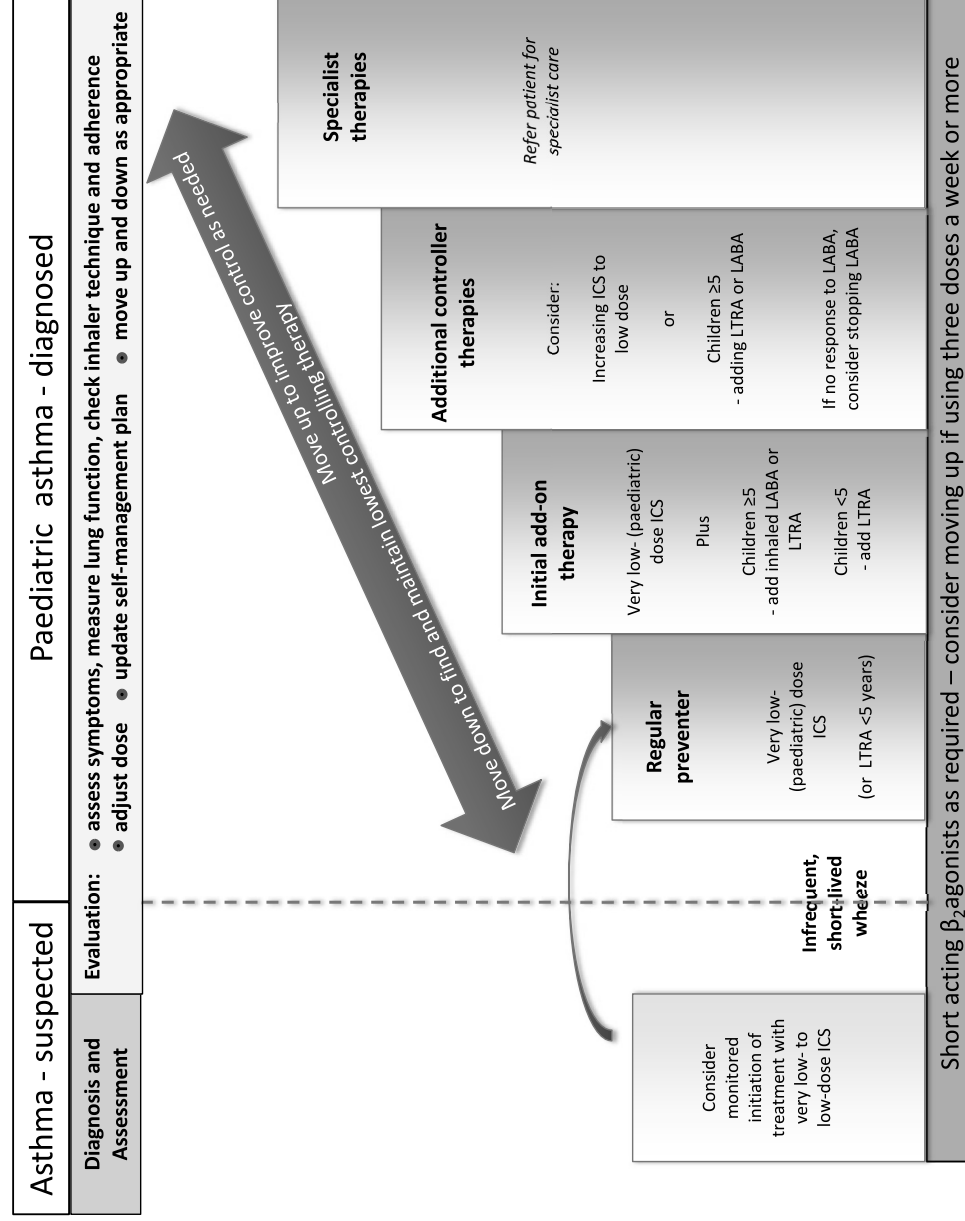 Asthma - suspected
Paediatric asthma - diagnosed
Diagnosis and
Assessment
Evaluation: • assess symptoms, measure lung function, check inhaler technique and adherence
• adjust dose • update self-management plan • move up and down as appropriate
Move up to improve control as needed
Move down to find and maintain lowest controlling therapy
Consider
monitored
initiation of
treatment with
very low- to
low-dose ICS
Infrequent,
short-lived
wheeze
Regular
preventer
Very low-
(paediatric) dose
ICS
(or LTRA <5 years)
Initial add-on
therapy
Very low- (paediatric)
dose ICS
Plus
Children ≥5
- add inhaled LABA or
LTRA
Children <5
- add LTRA
Additional controller
therapies
Consider:
Increasing ICS to
low dose
or
Children ≥5
- adding LTRA or LABA
If no response to LABA,
consider stopping LABA
Specialist
therapies
Refer patient for
specialist care
Short acting β₂agonists as required – consider moving up if using three doses a week or more